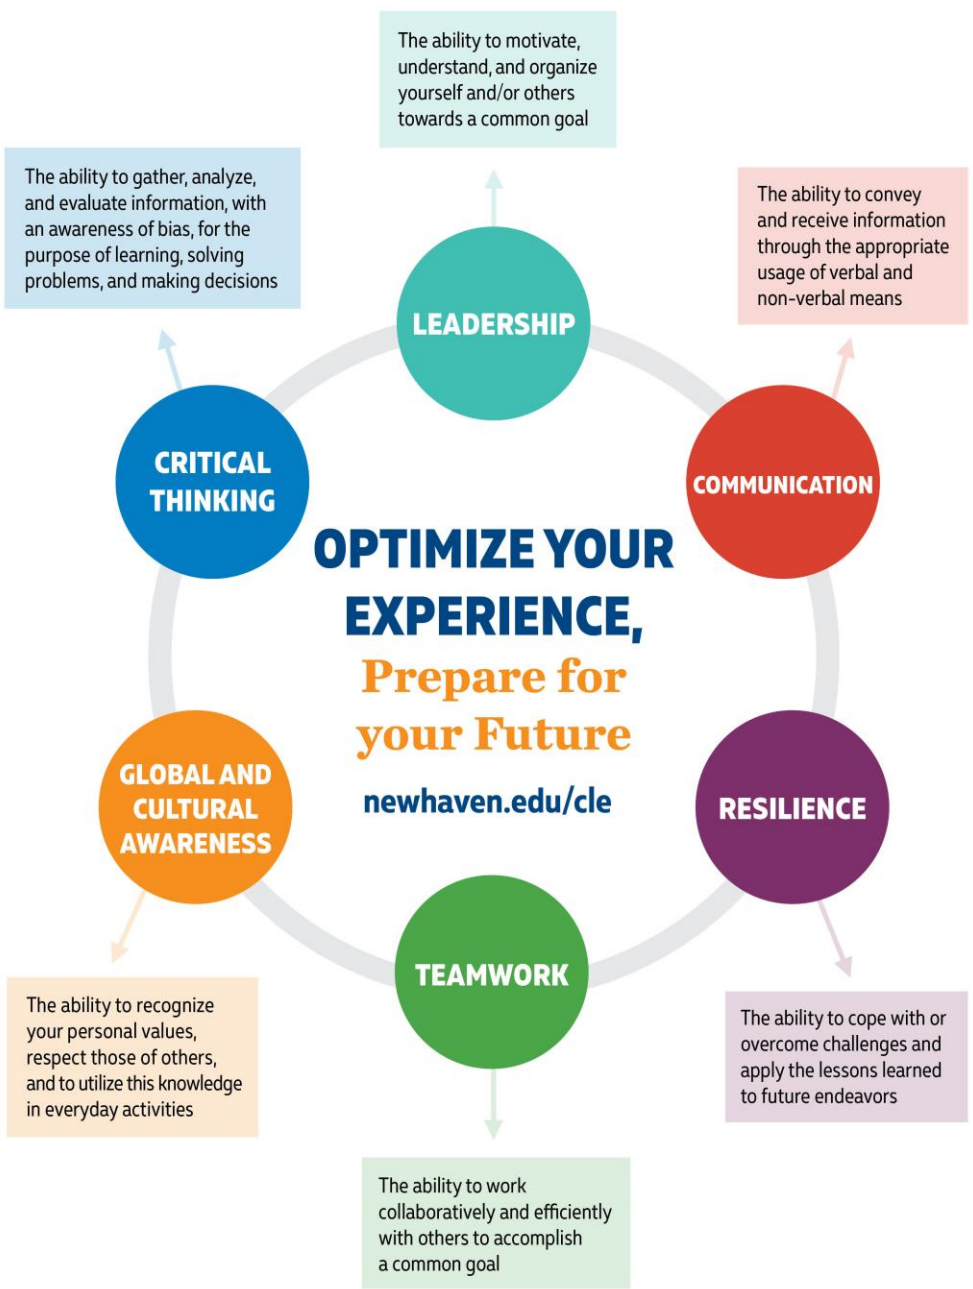 The ability to motivate,
understand, and organize
yourself and/or others
towards a common goal
The ability to gather, analyze,
and evaluate information, with
an awareness of bias, for the
purpose of learning, solving
problems, and making decisions
The ability to convey
and receive information
through the appropriate
usage of verbal and
non-verbal means
LEADERSHIP
CRITICAL
THINKING
COMMUNICATION
OPTIMIZE YOUR
EXPERIENCE,
Prepare for
your Future
newhaven.edu/cle
GLOBAL AND
CULTURAL
AWARENESS
RESILIENCE
TEAMWORK
The ability to recognize
your personal values,
respect those of others,
and to utilize this knowledge
in everyday activities
The ability to cope with or
overcome challenges and
apply the lessons learned
to future endeavors
The ability to work
collaboratively and efficiently
with others to accomplish
a common goal